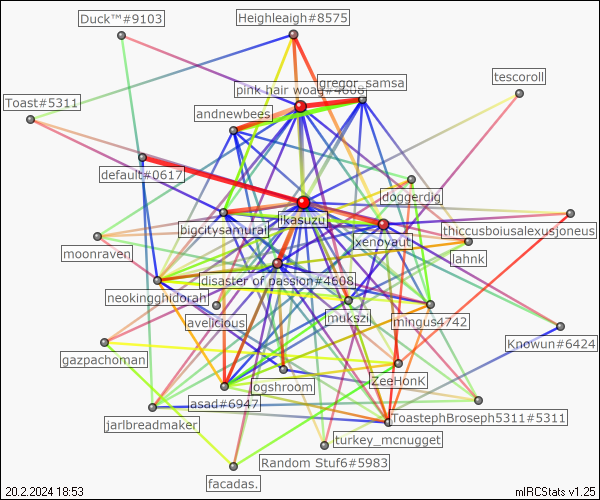 Duck™#9103
Heighleaigh#8575
pink hair woag#4608
gregor_samsa
tescoroll
Toast#5311
andnewbees
default#0617
doggerdig
likasuzu
bigcitysamurai
thiccusboiusalexusjoneus
xenoyaut
moonraven
lahnk
disaster of passion#4608
neokingghidorah
avelicious
mukszi
mingus4742
Knowun#6424
gazpachoman
ogshroom
ZeeHonK
asad#6947
ToastephBroseph5311#5311
jarlbreadmaker
turkey_mcnugget
Random Stuf6#5983
facadas.
20.2.2024 18:53
mIRCStats v1.25